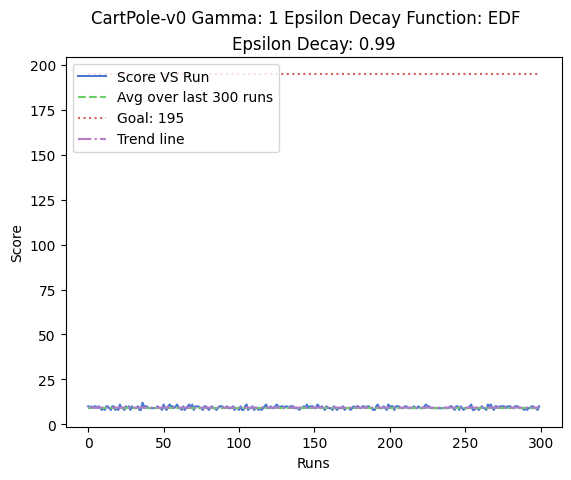 CartPole-v0 Gamma: 1 Epsilon Decay Function: EDF
Epsilon Decay: 0.99
200
175
150
125
100
75
50
25
0
Score
Score VS Run
Avg over last 300 runs
Goal: 195
Trend line
0
50
100
150
200
250
300
Runs